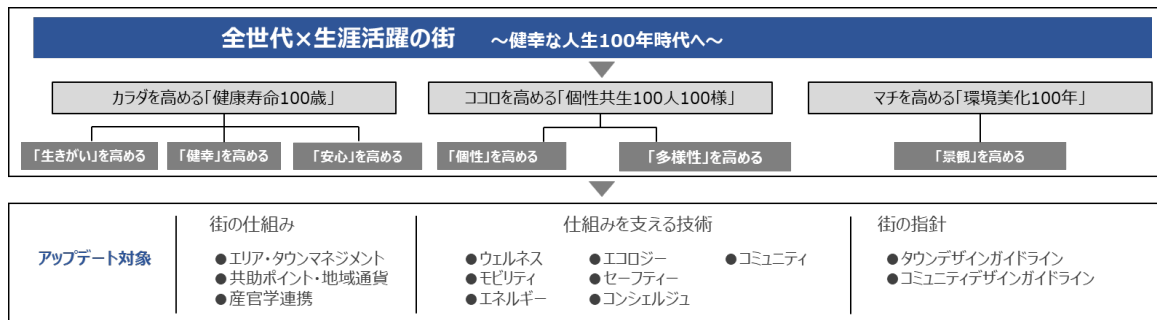 全世代×生涯活躍の街 ～健幸な人生100年時代へ～
カラダを高める「健康寿命100歳」
ココロを高める「個性共生100人100様」
マチを高める「環境美化100年」
「生きがい」を高める
「健幸」を高める
「安心」を高める
「個性」を高める
「多様性」を高める
「景観」を高める
アップデート対象
街の仕組み
●エリア・タウンマネジメント
●共助ポイント・地域通貨
●産官学連携
仕組みを支える技術
●ウェルネス
●モビリティ
●エネルギー
●エコロジー
●セーフティー
●コンシェルジュ
●コミュニティ
街の指針
●タウンデザインガイドライン
●コミュニティデザインガイドライン